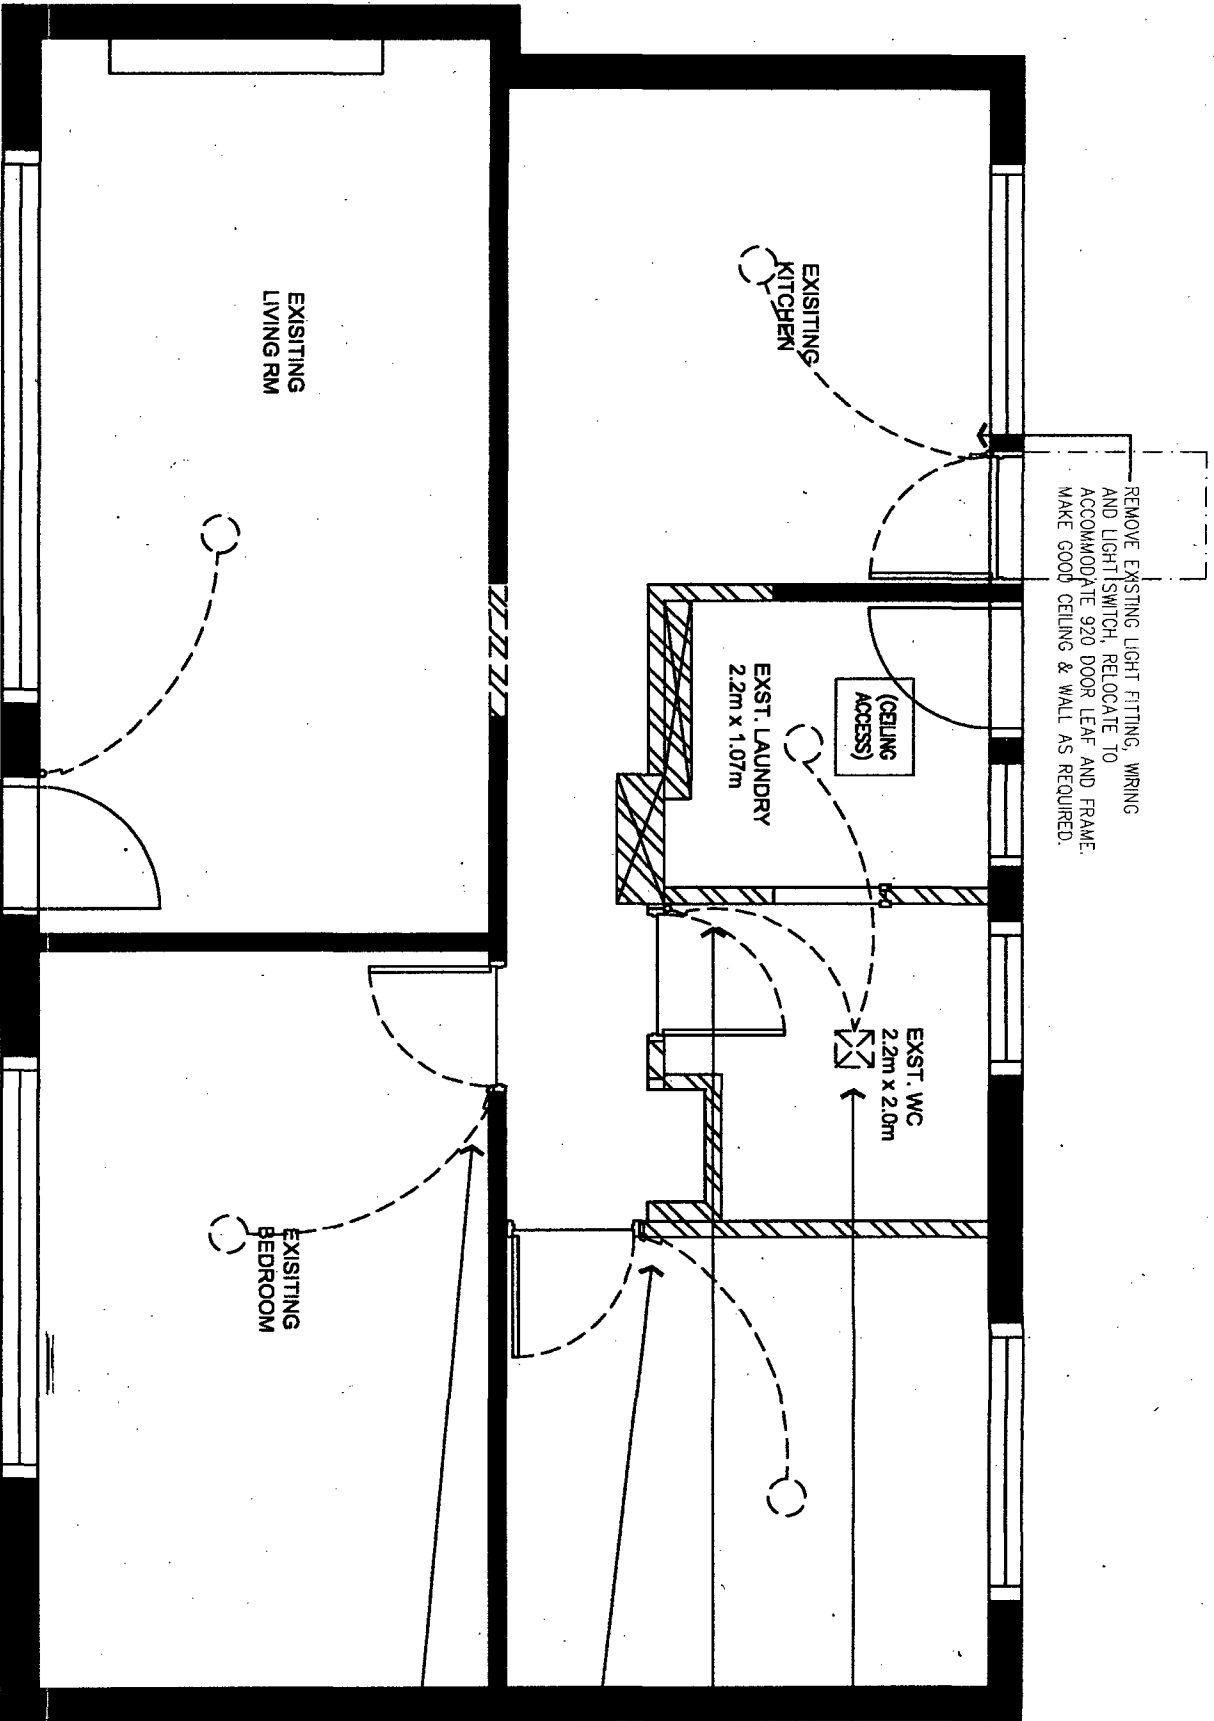 REMOVE EXISTING LIGHT FITTING, WIRING
AND LIGHT SWITCH, RELOCATE TO
ACCOMMODATE 920 DOOR LEAF AND FRAME.
MAKE GOOD CEILING & WALL AS REQUIRED.
EXISITING
KITCHEN
(CEILING
ACCESS)
EXST. LAUNDRY
2.2m x 1.07m
EXST. WC
2.2m x 2.0m
EXISITING
LIVING RM
EXISITING
BEDROOM